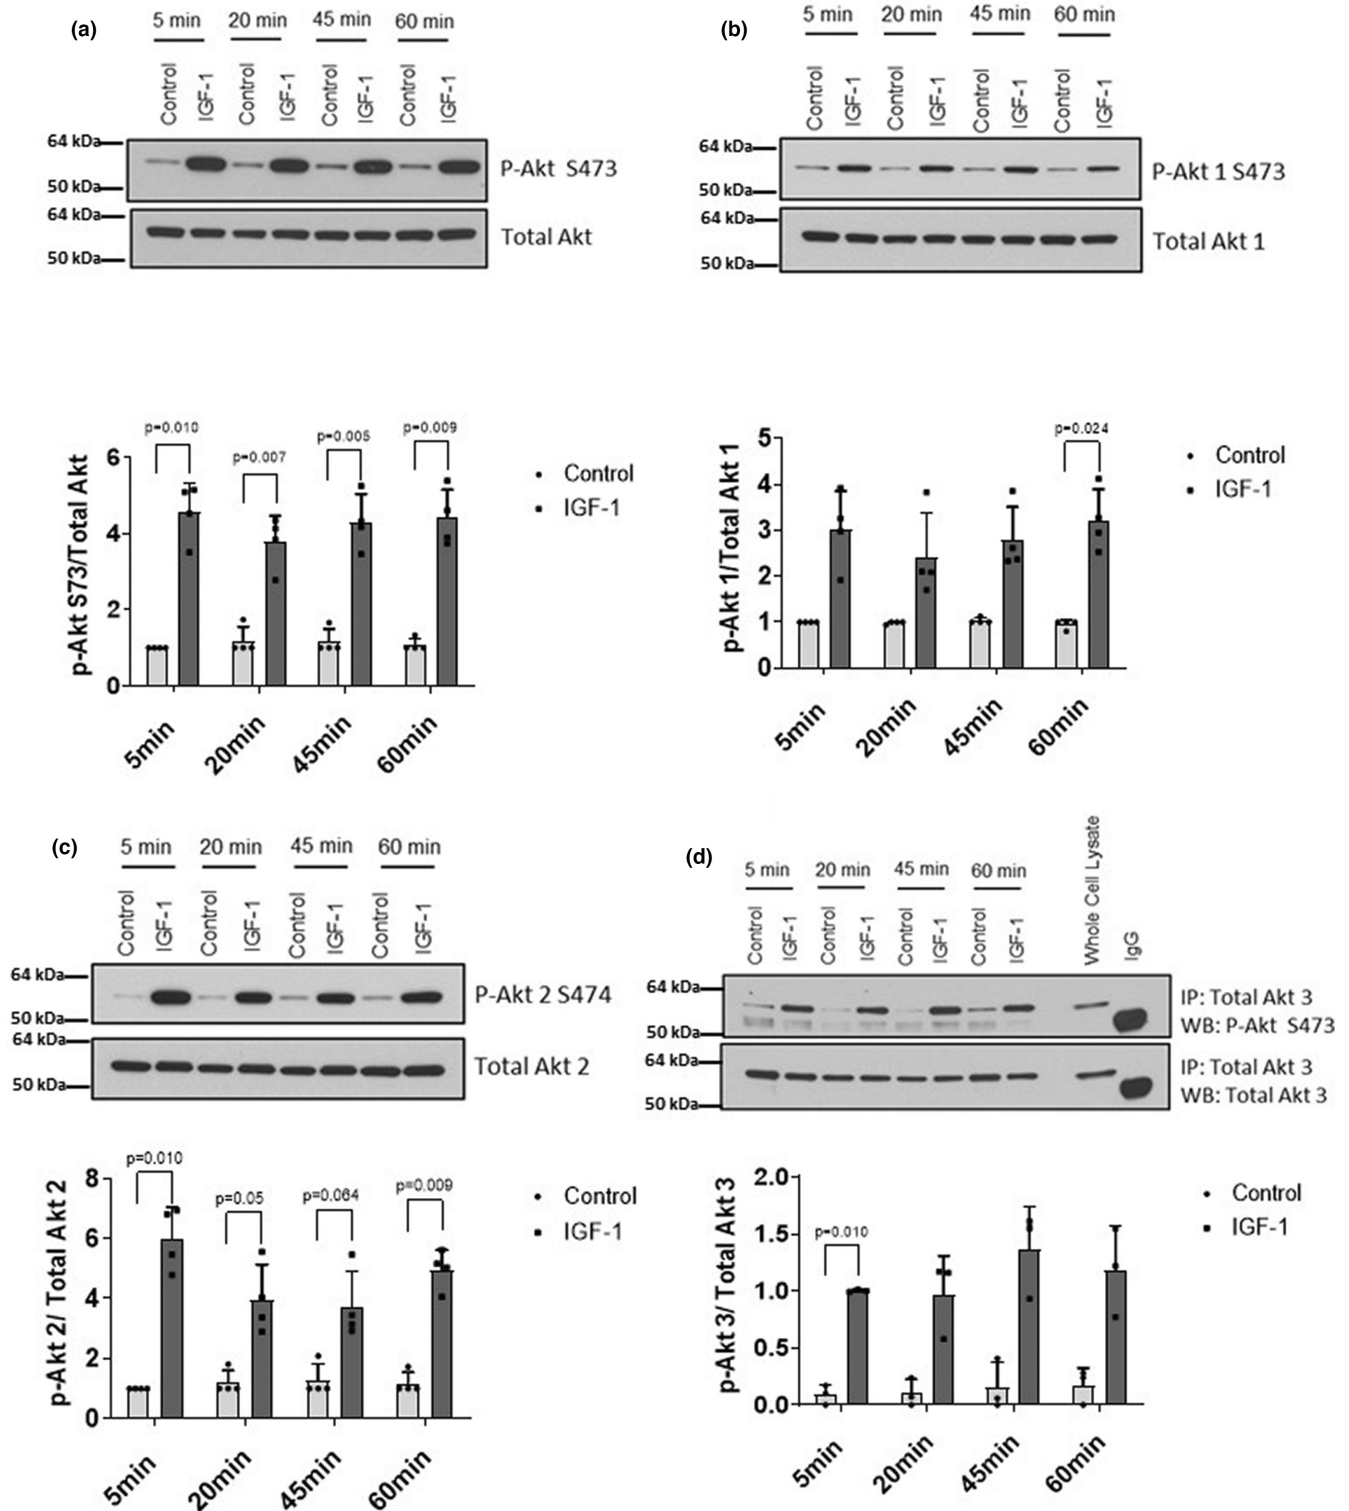 (a)
5 min 20 min 45 min 60 min
Control IGF-1 Control IGF-1 Control IGF-1 Control IGF-1
64 kDa
50 kDa
P-Akt S473
64 kDa
50 kDa
Total Akt
(b)
5 min 20 min 45 min 60 min
Control IGF-1 Control IGF-1 Control IGF-1 Control IGF-1
64 kDa
50 kDa
P-Akt 1 S473
64 kDa
50 kDa
Total Akt 1
p-Akt S73/Total Akt
6
4
2
0
p=0.010 p=0.007 p=0.005 p=0.009
Control
IGF-1
5min 20min 45min 60min
p-Akt 1/Total Akt 1
5
4
3
2
1
0
p=0.024
Control
IGF-1
5min 20min 45min 60min
(c)
5 min 20 min 45 min 60 min
Control IGF-1 Control IGF-1 Control IGF-1 Control IGF-1
64 kDa
50 kDa
P-Akt 2 S474
64 kDa
50 kDa
Total Akt 2
(d)
5 min 20 min 45 min 60 min
Control IGF-1 Control IGF-1 Control IGF-1 Control IGF-1 Whole Cell Lysate IgG
64 kDa
50 kDa
IP: Total Akt 3
WB: P-Akt S473
64 kDa
50 kDa
IP: Total Akt 3
WB: Total Akt 3
p-Akt 2/ Total Akt 2
8
6
4
2
0
p=0.010 p=0.05 p=0.064 p=0.009
Control
IGF-1
5min 20min 45min 60min
p-Akt 3/ Total Akt 3
2.0
1.5
1.0
0.5
0.0
p=0.010
Control
IGF-1
5min 20min 45min 60min